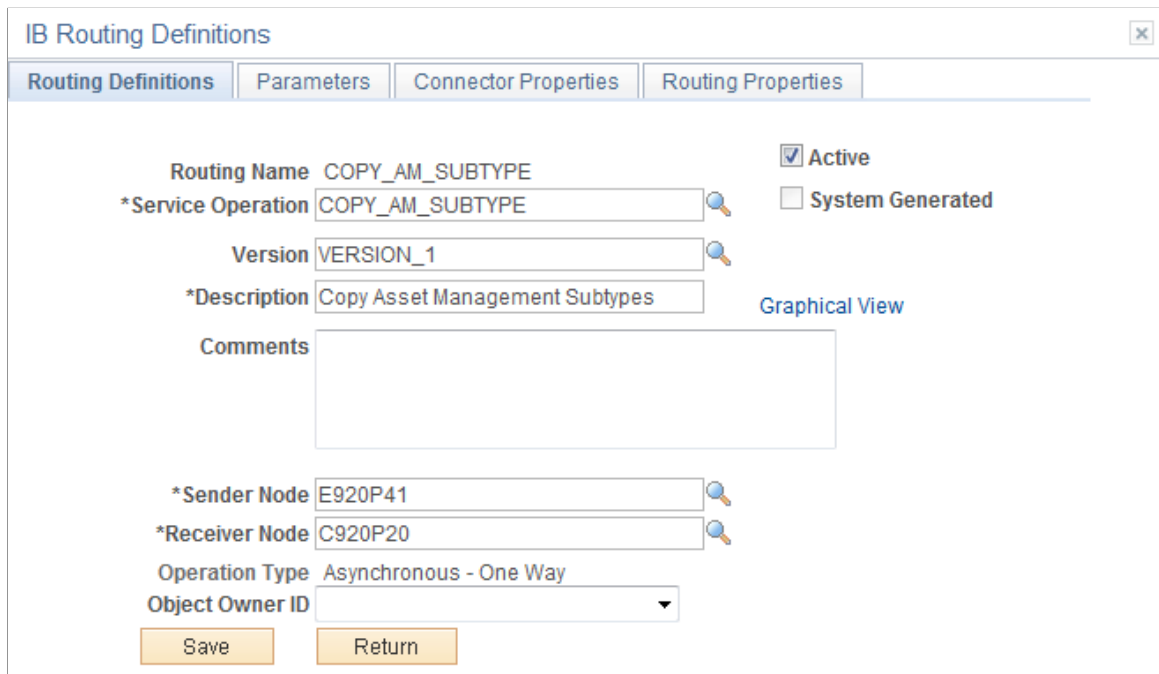 IB Routing Definitions
Routing Definitions Parameters Connector Properties Routing Properties
Routing Name COPY_AM_SUBTYPE Active
*Service Operation COPY_AM_SUBTYPE System Generated
Version VERSION_1
*Description Copy Asset Management Subtypes Graphical View
Comments
*Sender Node E920P41
*Receiver Node C920P20
Operation Type Asynchronous - One Way
Object Owner ID
Save Return